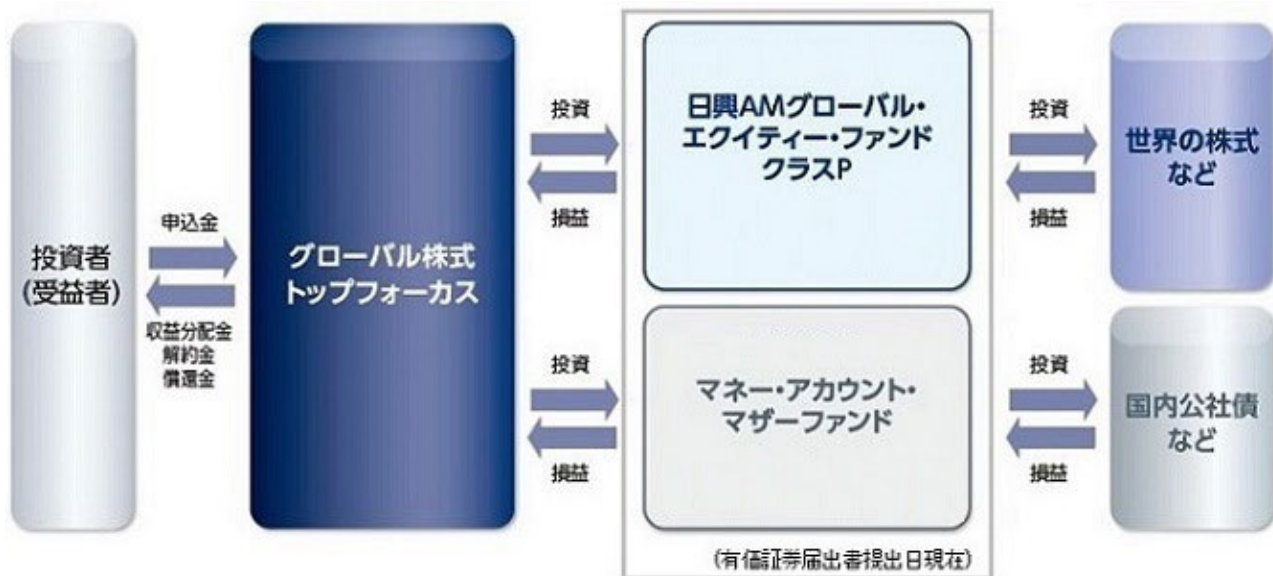 投資者
(受益者)
申込金
収益分配金
解約金
償還金
グローバル株式
トップフォーカス
投資
損益
投資
損益
日興AMグローバル・
エクイティー・ファンド
クラスP
マネー・アカウント・
マザーファンド
(有価証券届出書提出日現在)
投資
損益
投資
損益
世界の株式
など
国内公社債
など